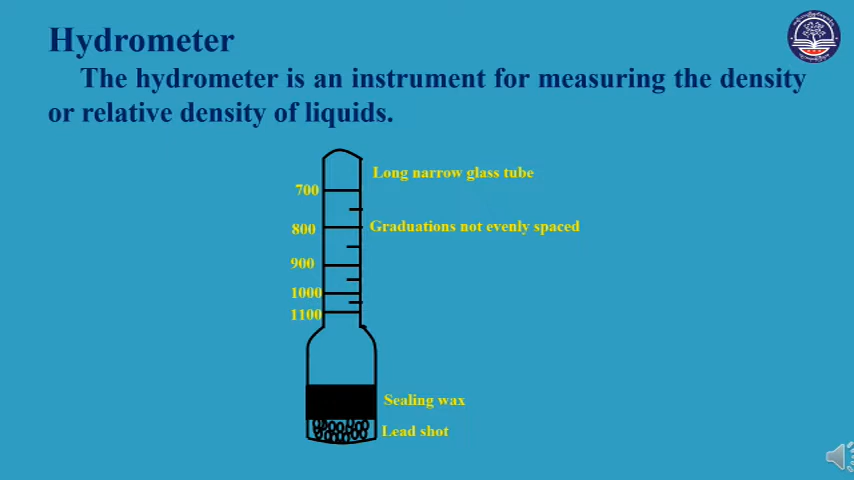 Hydrometer
The hydrometer is an instrument for measuring the density
or relative density of liquids.
Long narrow glass tube
700
800
Graduations not evenly spaced
900
1000
1100
Sealing wax
Lead shot